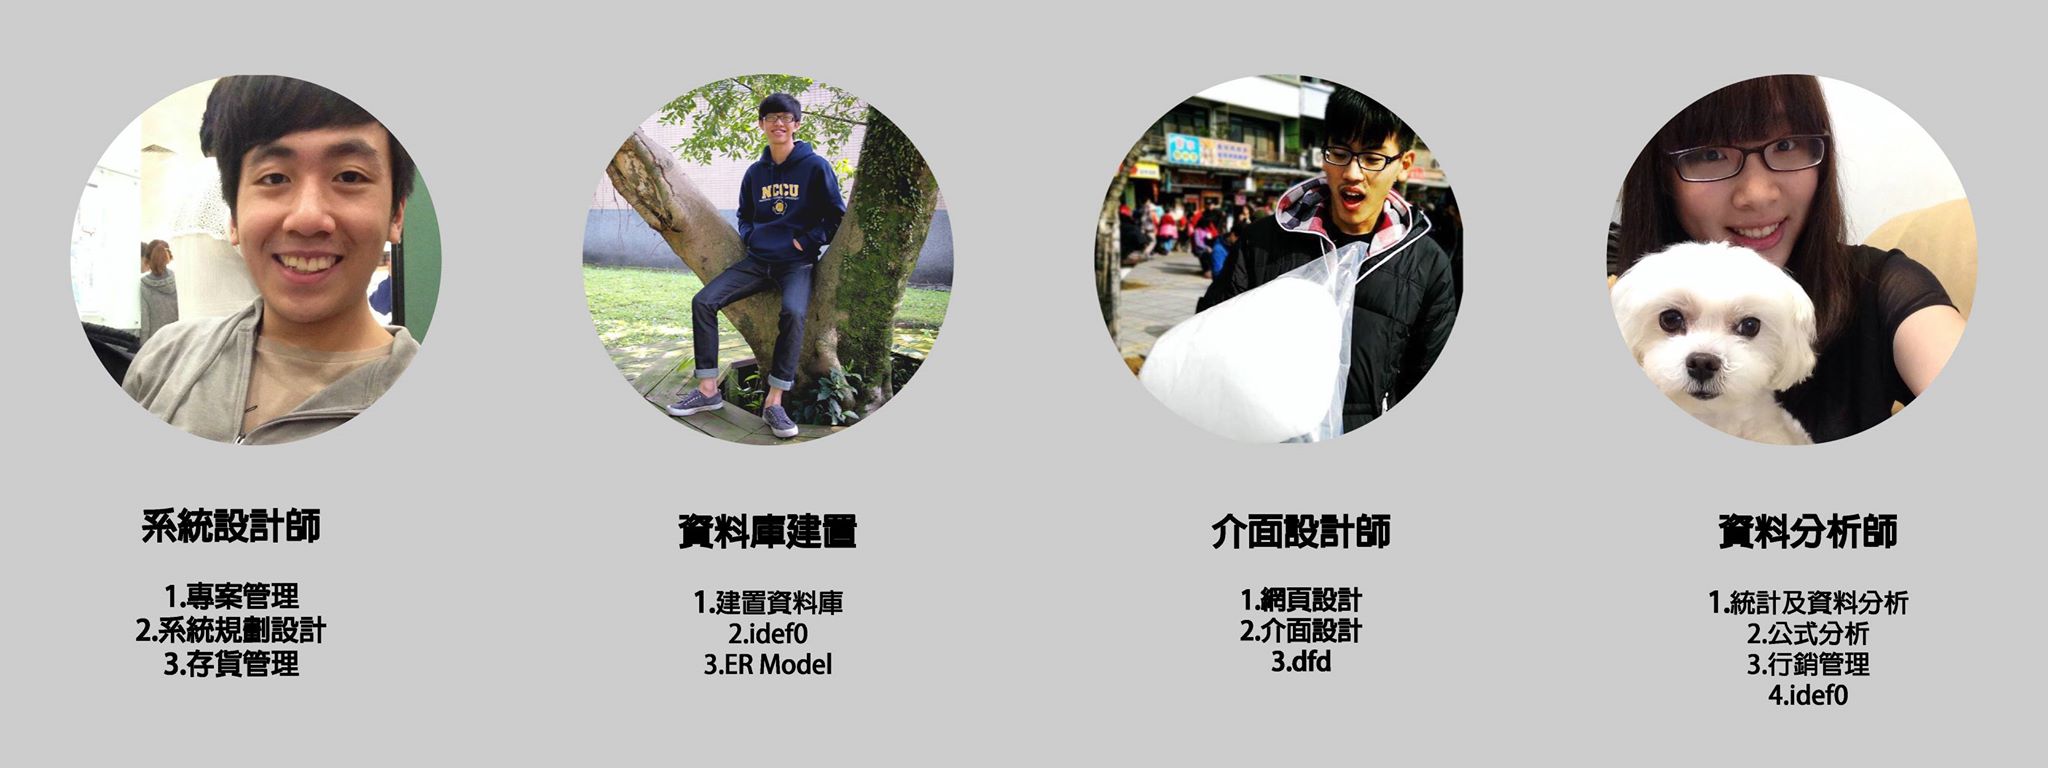 NCCU
系統設計師
1.專案管理
2.系統規劃設計
3.存貨管理
資料庫建置
1.建置資料庫
2.idef0
3.ER Model
介面設計師
1.網頁設計
2.介面設計
3.dfd
資料分析師
1.統計及資料分析
2.公式分析
3.行銷管理
4.idef0